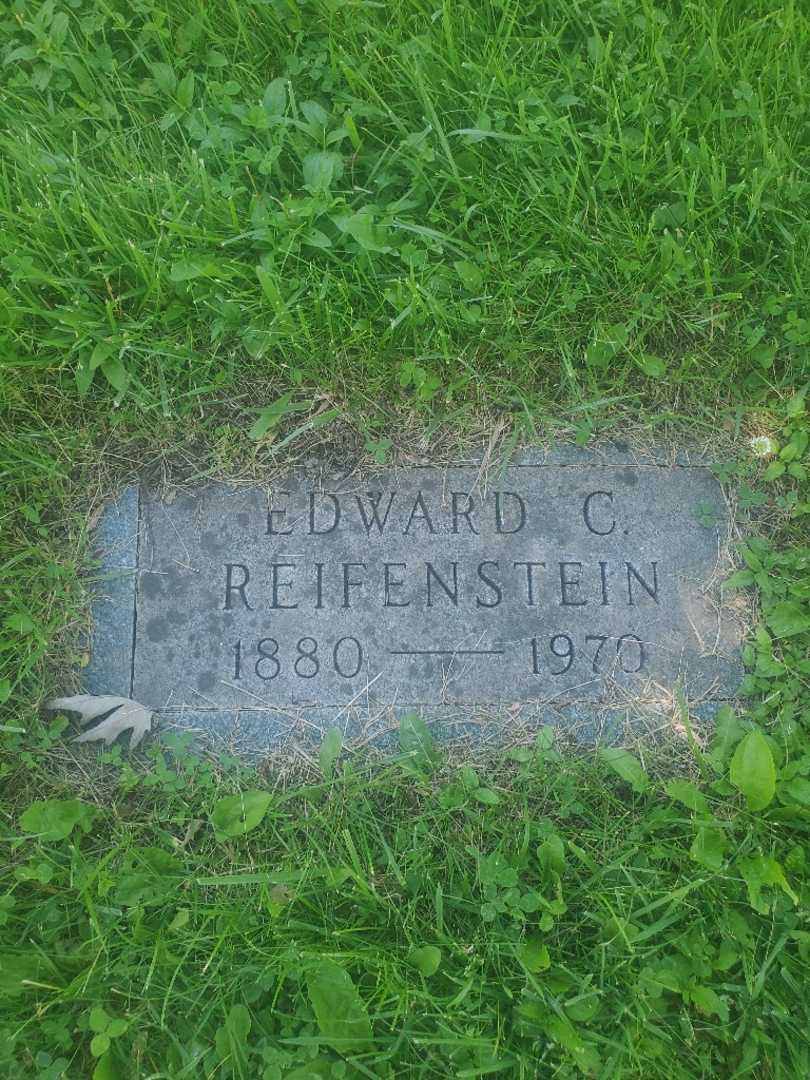 EDWARD C.
REIFENSTEIN
1880 — 1970